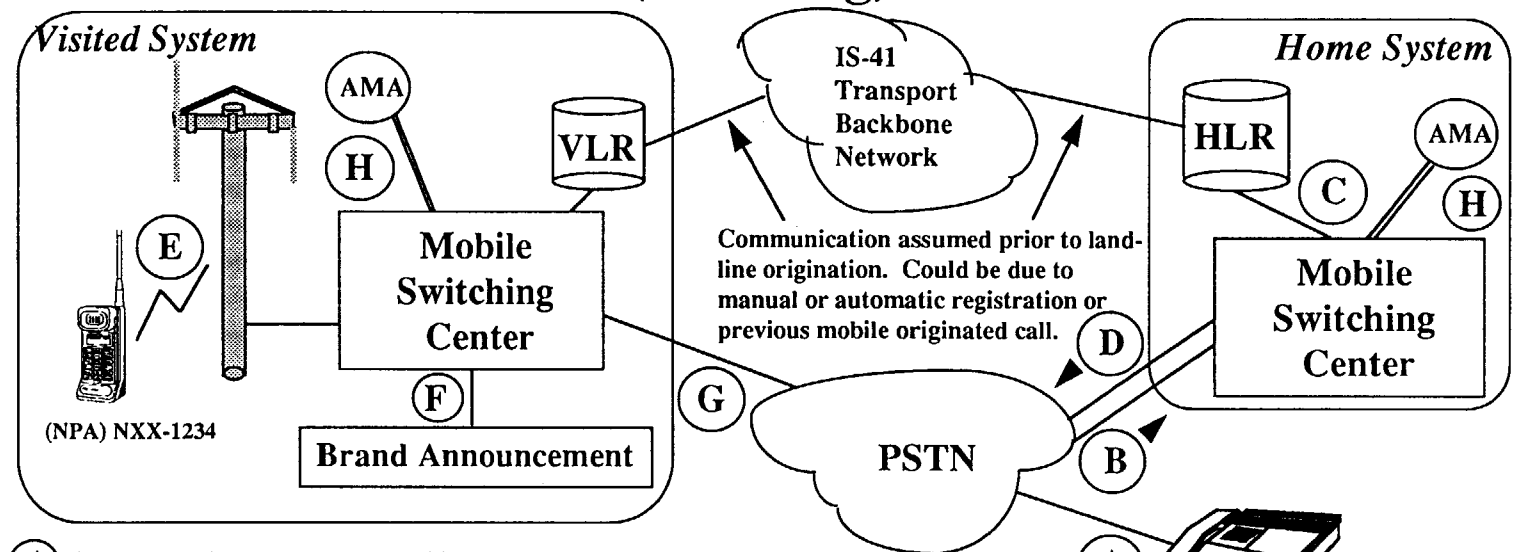 Visited System
Home System
IS-41
Transport
Backbone
Network
AMA
H
VLR
HLR
AMA
C
H
E
Mobile
Switching
Center
Communication assumed prior to land-
line origination. Could be due to
manual or automatic registration or
previous mobile originated call.
Mobile
Switching
Center
D
F
G
(NPA) NXX-1234
Brand Announcement
PSTN
B